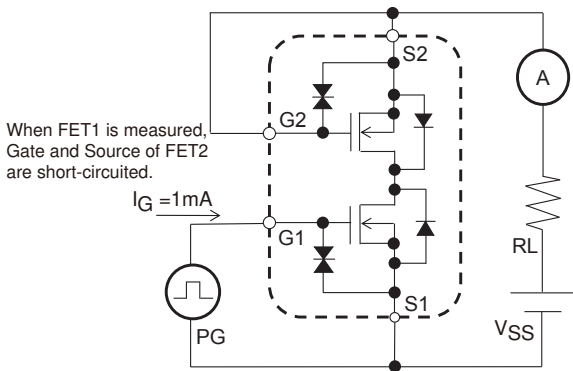 S2
A
G2
When FET1 is measured,
Gate and Source of FET2
are short-circuited.
IG =1mA
G1
RL
S1
VSS
PG